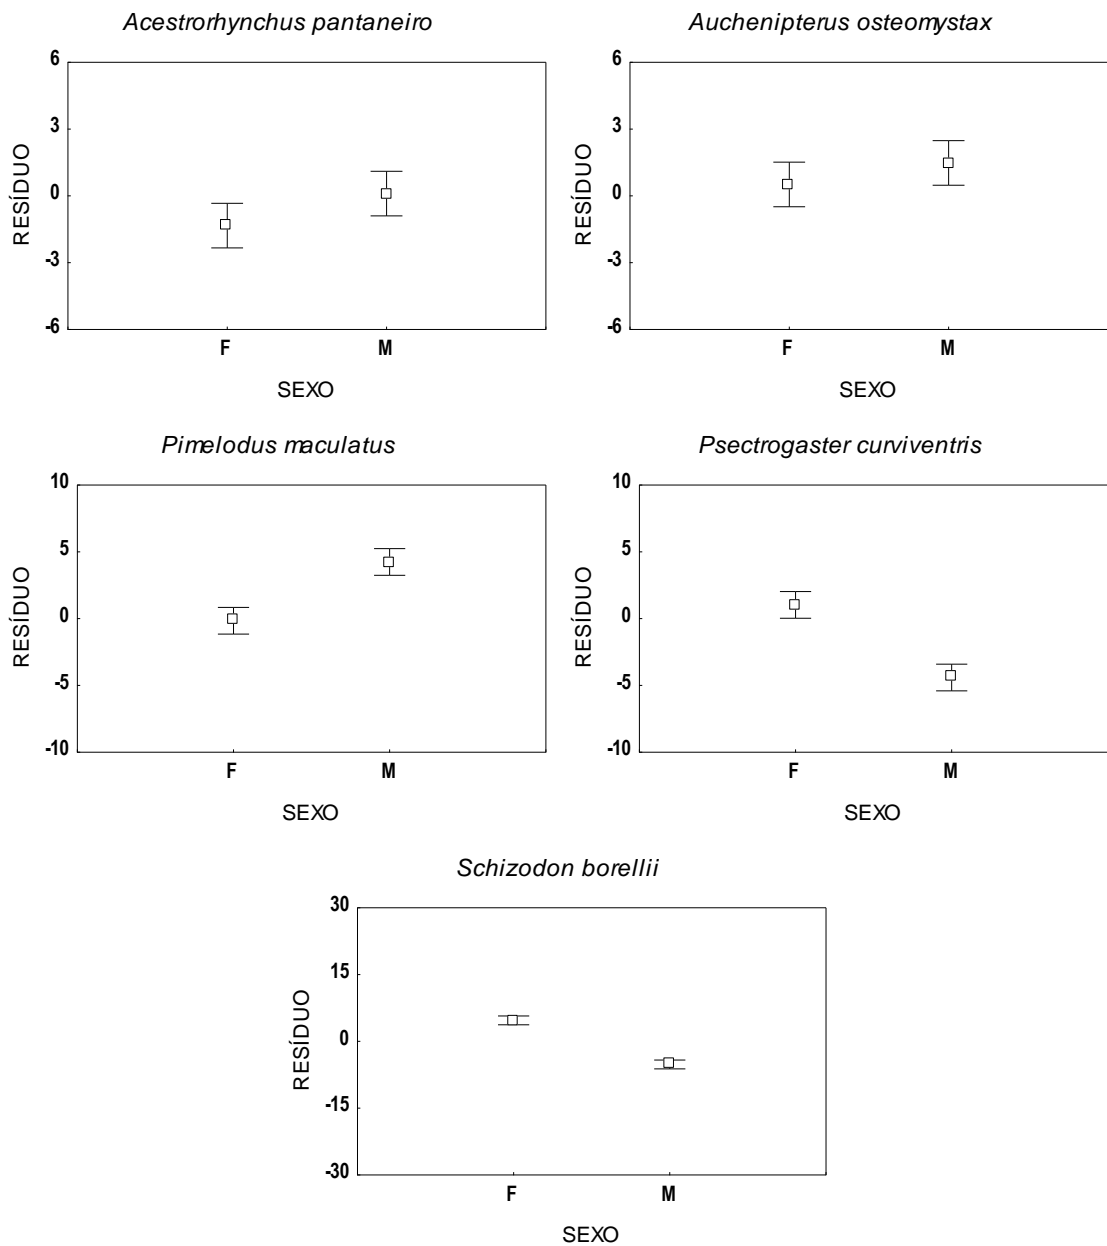 Acestrorhynchus pantaneiro
6
3
0
-3
-6
RESÍDUO
F M
SEXO
Auchenipterus osteomystax
6
3
0
-3
-6
RESÍDUO
F M
SEXO
Pimelodus maculatus
10
5
0
-5
-10
RESÍDUO
F M
SEXO
Psectrogaster curviventris
10
5
0
-5
-10
RESÍDUO
F M
SEXO
Schizodon borellii
30
15
0
-15
-30
RESÍDUO
F M
SEXO